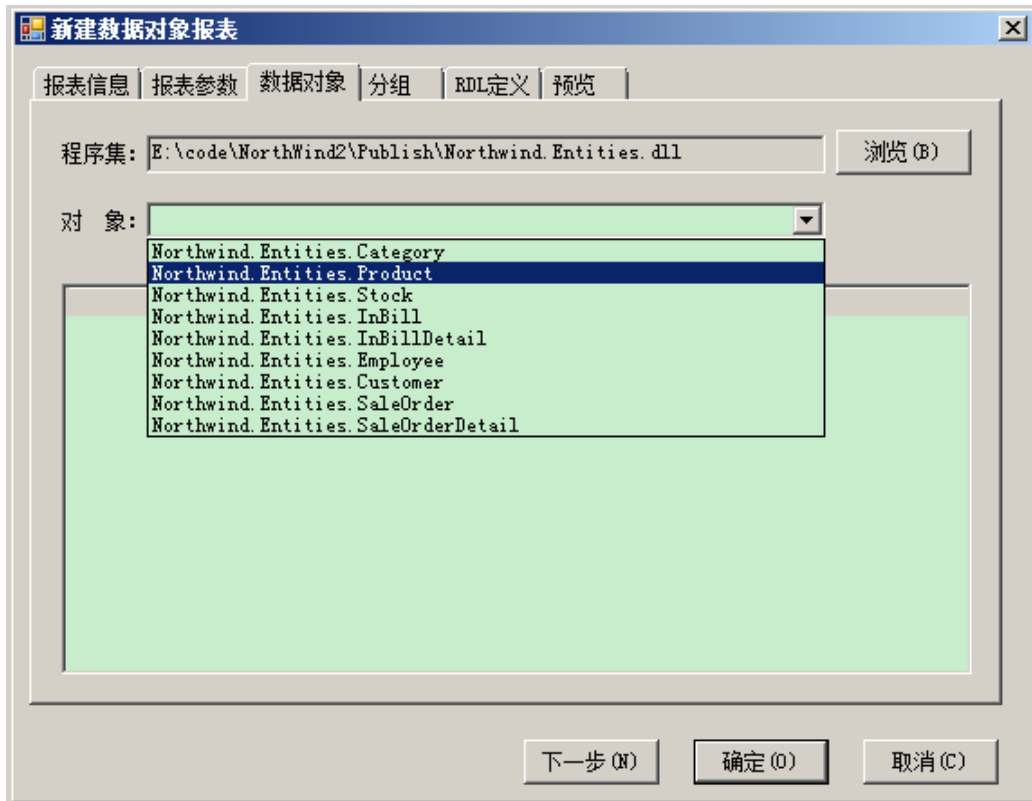 新建数据对象报表
报表信息 报表参数 数据对象 分组 RDL定义 预览
程序集: E:\code\NorthWind2\Publish\Northwind.Entities.dll 浏览(B)
对 象:
Northwind.Entities.Category
Northwind.Entities.Product
Northwind.Entities.Stock
Northwind.Entities.InBill
Northwind.Entities.InBillDetail
Northwind.Entities.Employee
Northwind.Entities.Customer
Northwind.Entities.SaleOrder
Northwind.Entities.SaleOrderDetail
下一步(N) 确定(O) 取消(C)